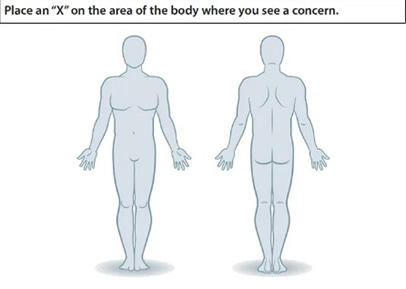 Place an “X” on the area of the body where you see a concern.